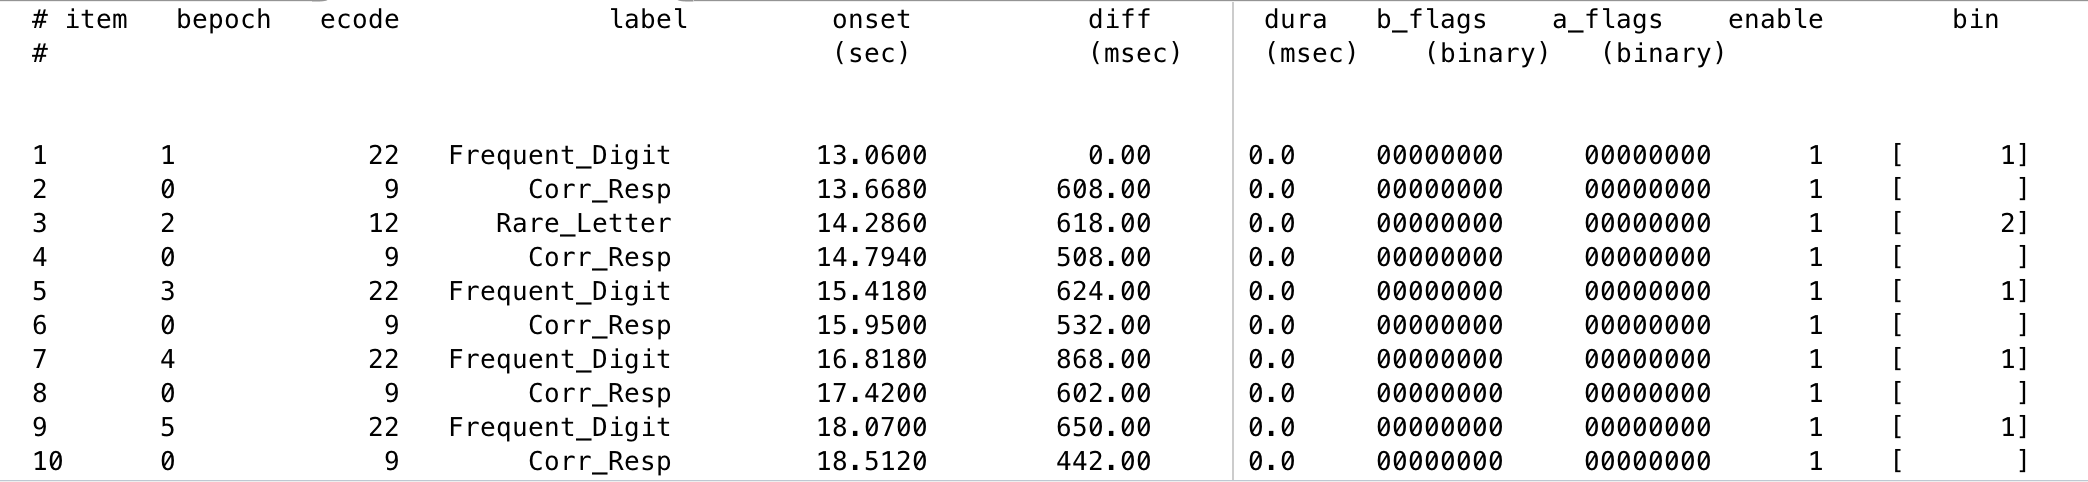 # item   bepoch   ecode              label         onset           diff       dura   b_flags    a_flags    enable        bin
#                                                  (sec)           (msec)     (msec)    (binary)   (binary)
1       1            22   Frequent_Digit         13.0600          0.00      0.0     00000000     00000000      1    [      1]
2       0             9        Corr_Resp         13.6680        608.00      0.0     00000000     00000000      1    [       ]
3       2            12      Rare_Letter         14.2860        618.00      0.0     00000000     00000000      1    [      2]
4       0             9        Corr_Resp         14.7940        508.00      0.0     00000000     00000000      1    [       ]
5       3            22   Frequent_Digit         15.4180        624.00      0.0     00000000     00000000      1    [      1]
6       0             9        Corr_Resp         15.9500        532.00      0.0     00000000     00000000      1    [       ]
7       4            22   Frequent_Digit         16.8180        868.00      0.0     00000000     00000000      1    [      1]
8       0             9        Corr_Resp         17.4200        602.00      0.0     00000000     00000000      1    [       ]
9       5            22   Frequent_Digit         18.0700        650.00      0.0     00000000     00000000      1    [      1]
10      0             9        Corr_Resp         18.5120        442.00      0.0     00000000     00000000      1    [       ]